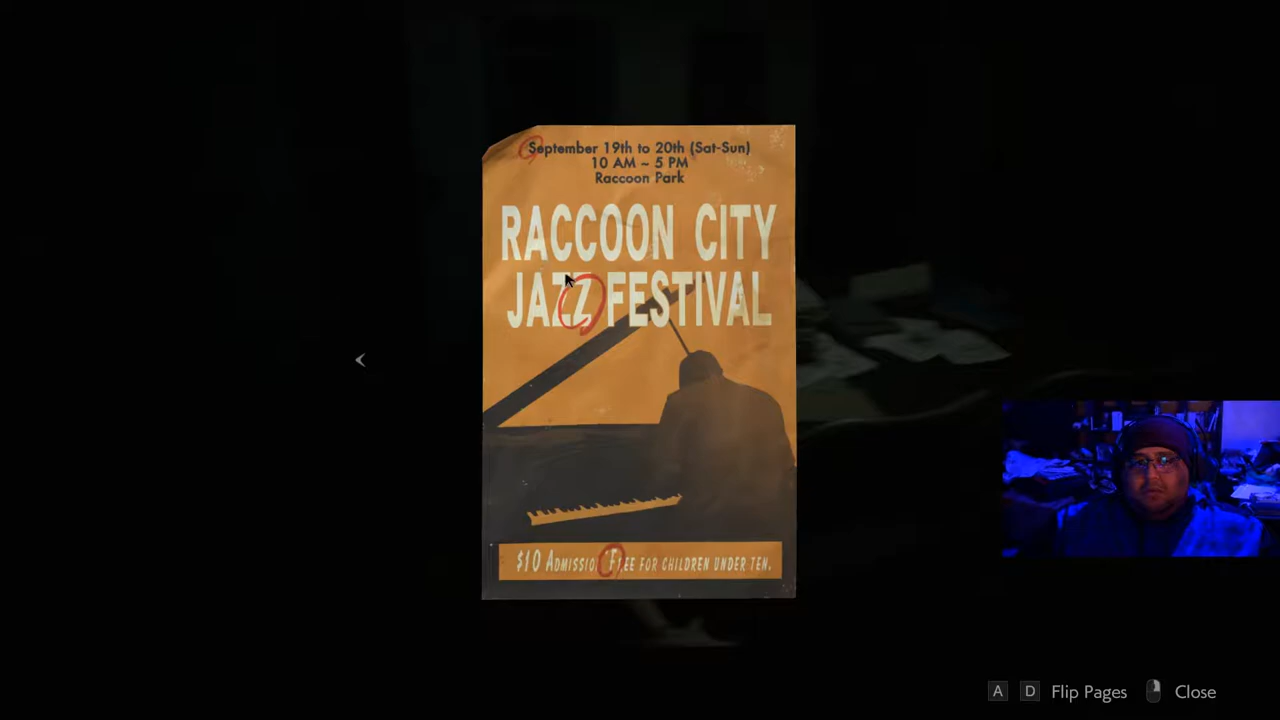 September 19th to 20th (Sat-Sun)
10 AM ~ 5 PM
Raccoon Park
RACCOON CITY
JAZZ FESTIVAL
$10 Admission Free for children under ten.
A D Flip Pages Close